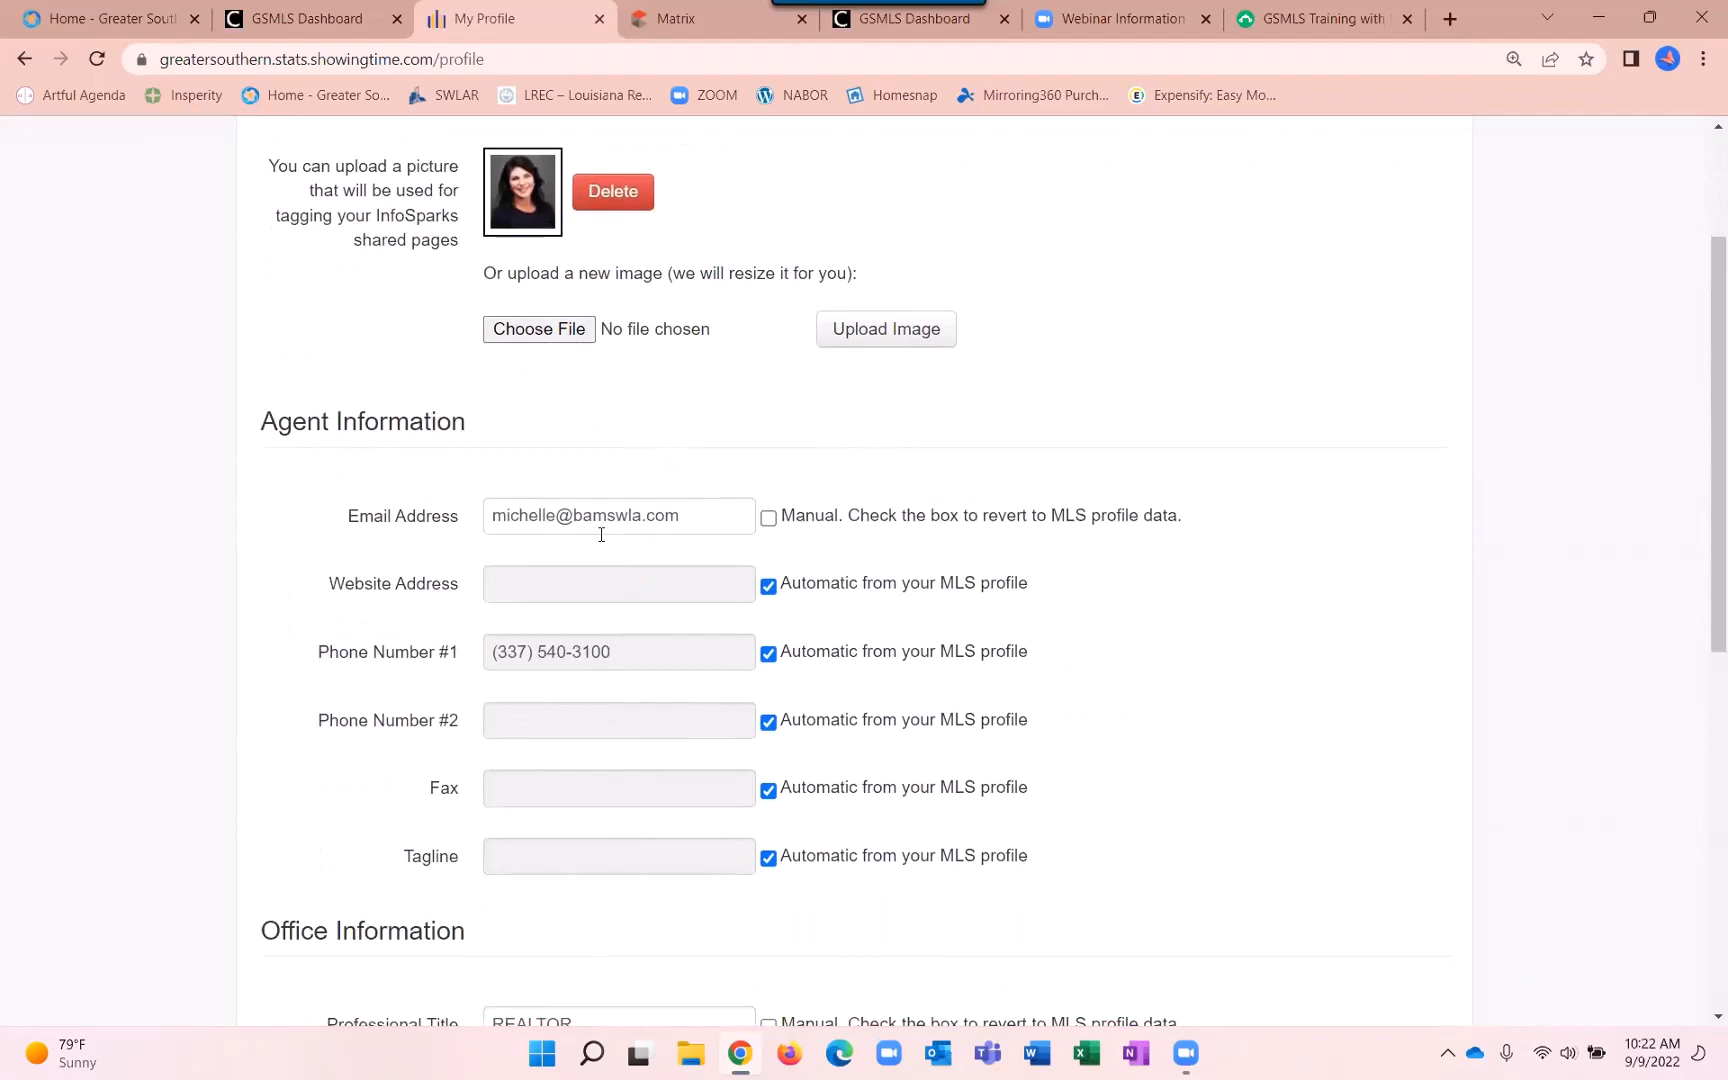 Home - Greater South
GSMLS Dashboard
My Profile
Matrix
GSMLS Dashboard
Webinar Information
GSMLS Training with
greatersouthern.stats.showingtime.com/profile
Artful Agenda
Insperity
Home - Greater So...
SWLAR
LREC – Louisiana Re...
ZOOM
NABOR
Homesnap
Mirroring360 Purch...
Expensify: Easy Mo...
You can upload a picture
that will be used for
tagging your InfoSparks
shared pages
Delete
Or upload a new image (we will resize it for you):
Choose File No file chosen
Upload Image
Agent Information
Email Address
michelle@bamswla.com
Manual. Check the box to revert to MLS profile data.
Website Address
Automatic from your MLS profile
Phone Number #1
(337) 540-3100
Automatic from your MLS profile
Phone Number #2
Automatic from your MLS profile
Fax
Automatic from your MLS profile
Tagline
Automatic from your MLS profile
Office Information
Professional Title
REALTOR
Manual. Check the box to revert to MLS profile data.
79°F
Sunny
10:22 AM
9/9/2022